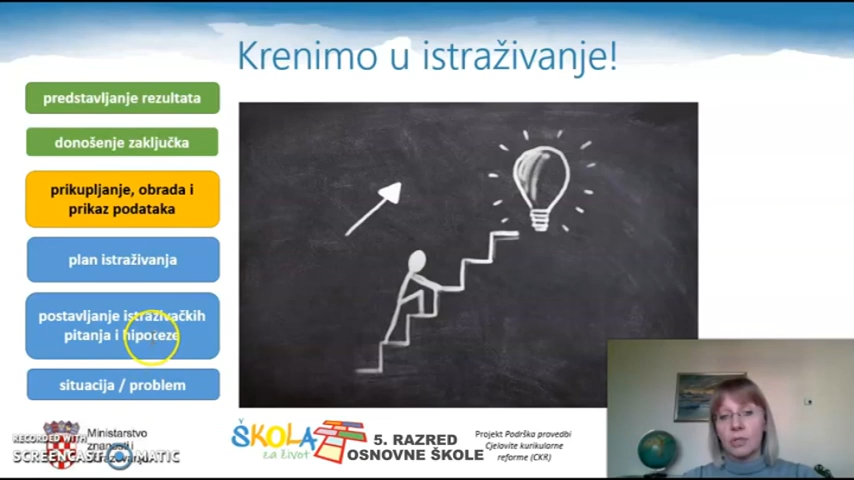 Krenimo u istraživanje!
predstavljanje rezultata
donošenje zaključka
prikupljanje, obrada i
prikaz podataka
plan istraživanja
postavljanje istraživačkih
pitanja i hipoteze
situacija / problem
Ministarstvo
znanosti i
obrazovanja
RECORDED WITH
SCREENCAST MATIC
ŠKOLA
za život
5. RAZRED
OSNOVNE ŠKOLE
Projekt Podrška provedbi
Cjelovite kurikularne
reforme (CKR)